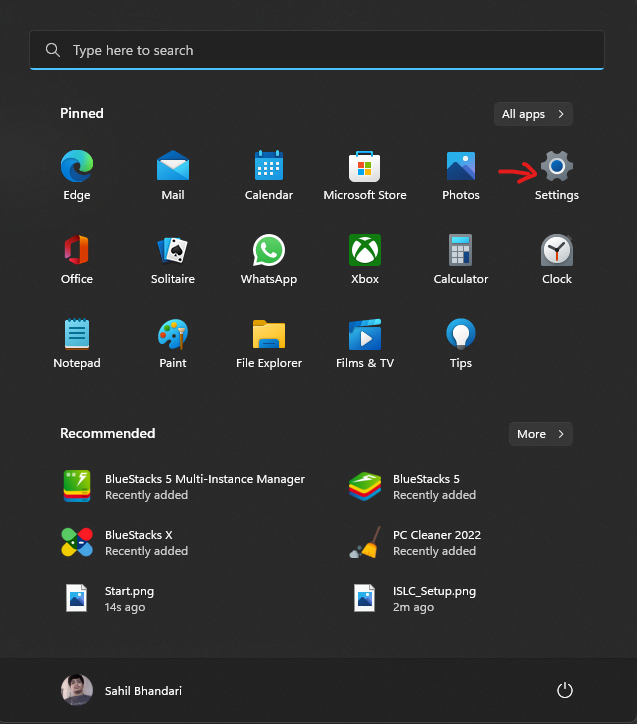 Type here to search
Pinned
All apps
Edge
Mail
Calendar
Microsoft Store
Photos
Settings
Office
Solitaire
WhatsApp
Xbox
Calculator
Clock
Notepad
Paint
File Explorer
Films & TV
Tips
Recommended
More
BlueStacks 5 Multi-Instance Manager
Recently added
BlueStacks 5
Recently added
BlueStacks X
Recently added
PC Cleaner 2022
Recently added
Start.png
14s ago
ISLC_Setup.png
2m ago
Sahil Bhandari